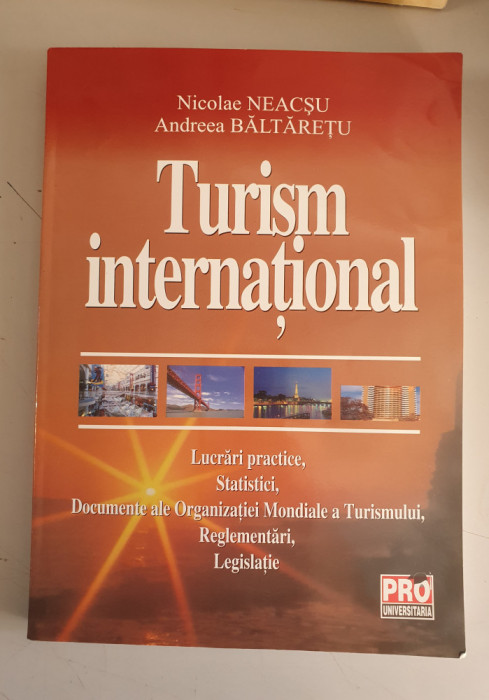 Nicolae NEACȘU
Andreea BĂLTĂREȚU
Turism
internațional
Lucrări practice,
Statistici,
Documente ale Organizației Mondiale a Turismului,
Reglementări,
Legislație
PRO
UNIVERSITARIA